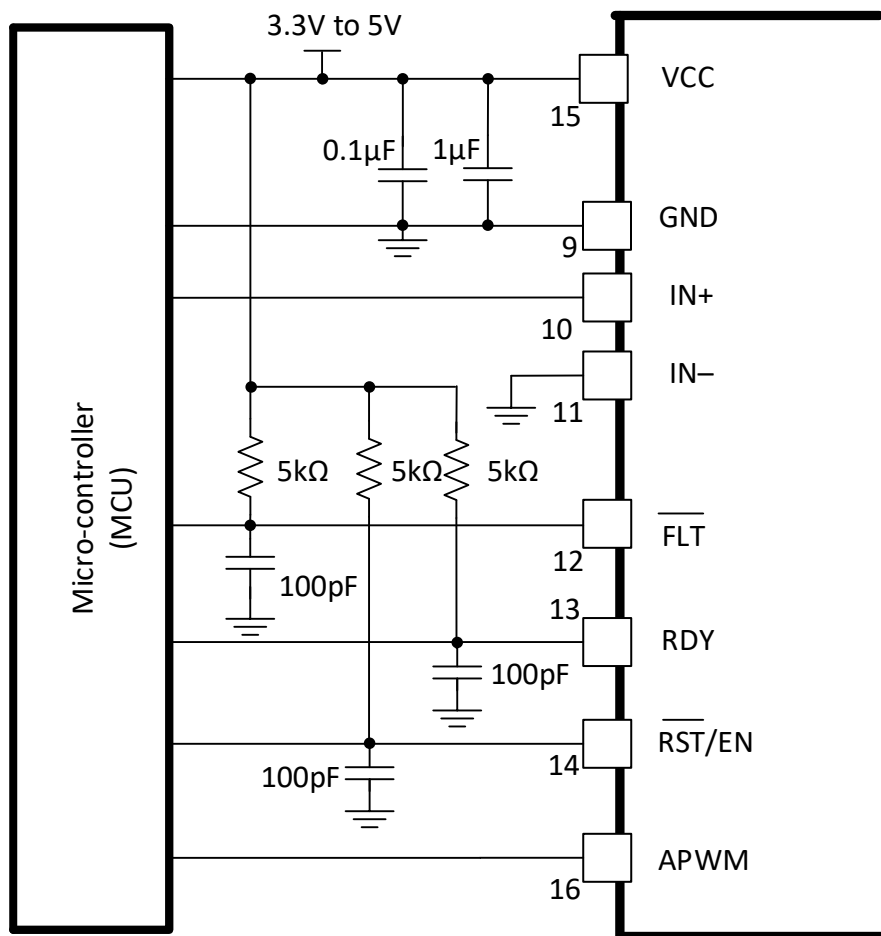 3.3V to 5V
VCC
15
0.1µF
1µF
GND
9
IN+
10
IN–
11
Micro-controller
(MCU)
5kΩ
5kΩ
5kΩ
FLT
12
100pF
13
RDY
100pF
RST/EN
14
100pF
APWM
16